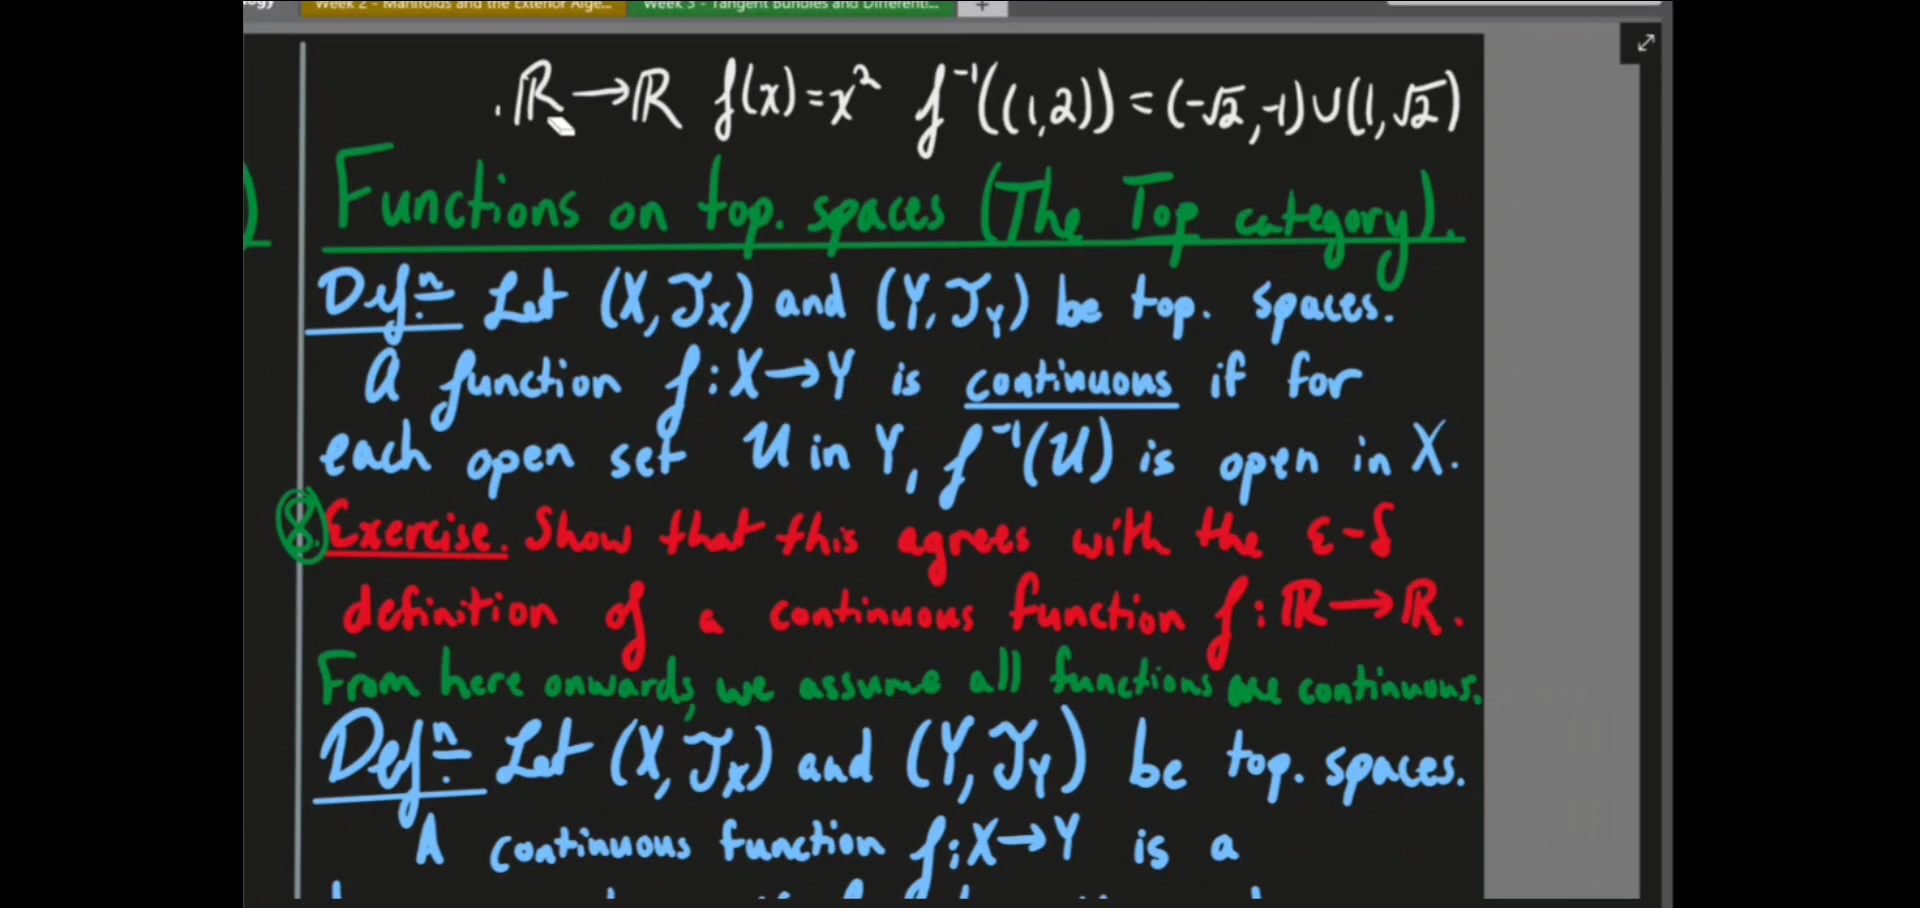 Week 2 - Manifolds and the Exterior Alge...
Week 3 - Tangent Bundles and Differenti...
. ℝ → ℝ f(x) = x² f⁻¹((1,2)) = (-√2,-1)∪(1,√2)
Functions on top. spaces (The Top category).
Defⁿ. Let (X, 𝒯_X) and (Y, 𝒯_Y) be top. spaces.
A function f : X → Y is continuous if for
each open set U in Y, f⁻¹(U) is open in X.
8. Exercise. Show that this agrees with the ε-δ
definition of a continuous function f : ℝ → ℝ.
From here onwards, we assume all functions are continuous.
Defⁿ. Let (X, 𝒯_X) and (Y, 𝒯_Y) be top. spaces.
A continuous function f : X → Y is a